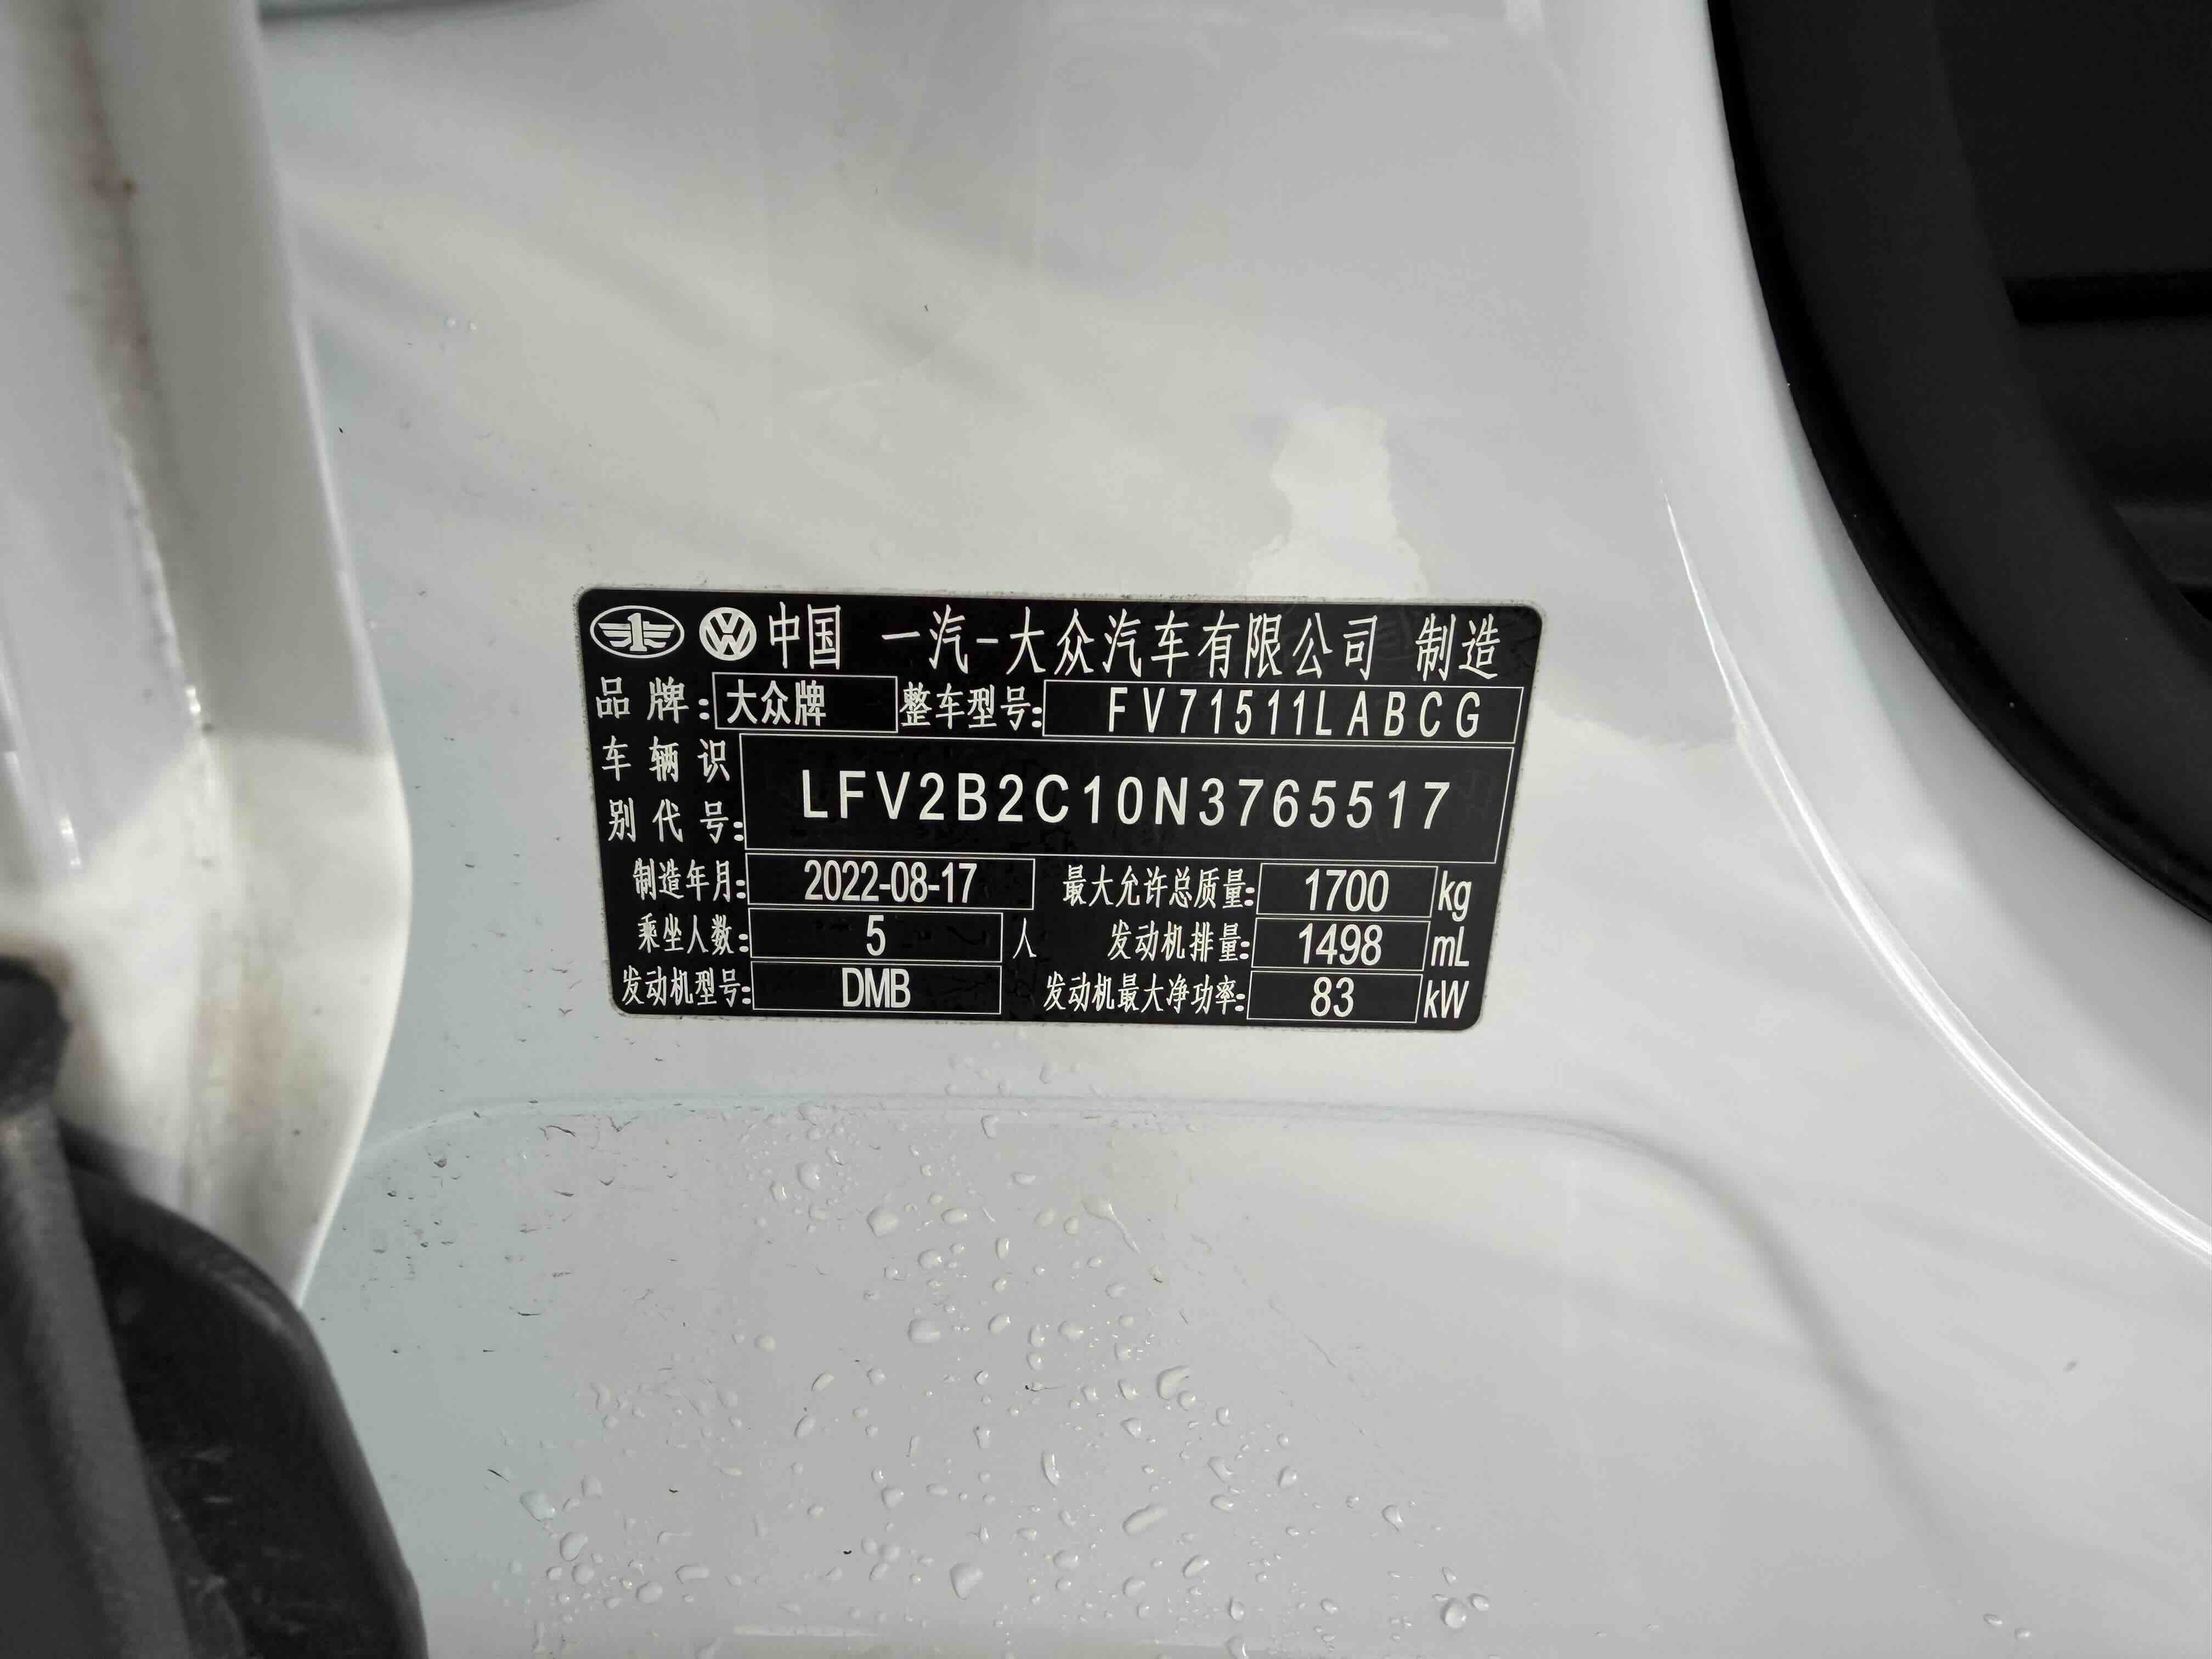 中国 一汽-大众汽车有限公司 制造
品牌: 大众牌 整车型号: FV71511LABCG
车辆识
别代号: LFV2B2C10N3765517
制造年月: 2022-08-17 最大允许总质量: 1700 kg
乘坐人数: 5 人 发动机排量: 1498 mL
发动机型号: DMB 发动机最大净功率: 83 kW